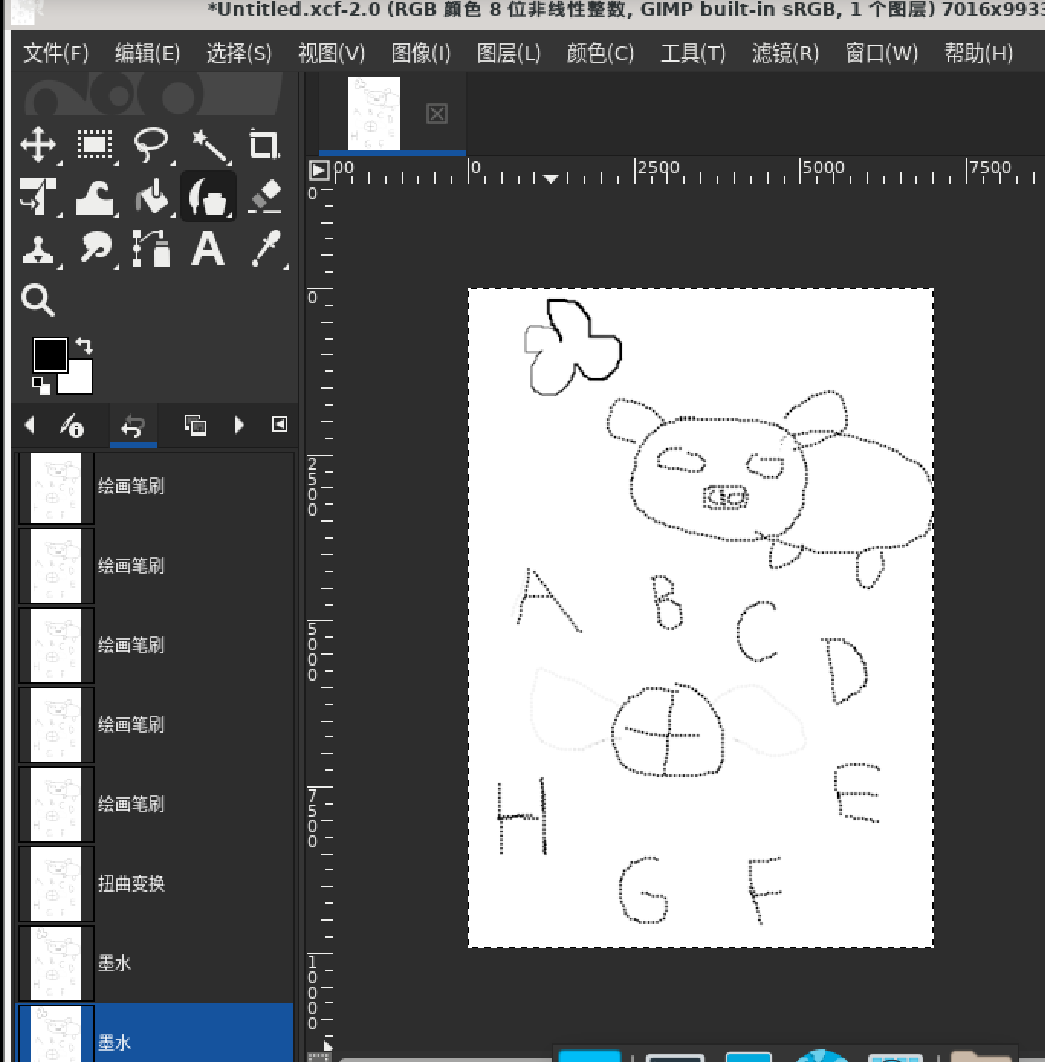 *Untitled.xcf-2.0 (RGB 颜色 8 位非线性整数, GIMP built-in sRGB, 1 个图层) 7016x9933
文件(F) 编辑(E) 选择(S) 视图(V) 图像(I) 图层(L) 颜色(C) 工具(T) 滤镜(R) 窗口(W) 帮助(H)
00 0 2500 5000 7500
0
0
2500
5000
7500
10000
绘画笔刷
绘画笔刷
绘画笔刷
绘画笔刷
绘画笔刷
扭曲变换
墨水
墨水
A B C
D
E
H
G F